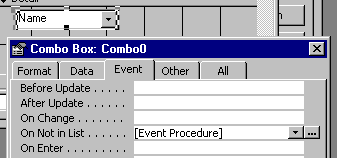 Detail
Name
Combo Box: Combo0
Format Data Event Other All
Before Update . . . . .
After Update . . . . . .
On Change . . . . . . .
On Not in List . . . . . [Event Procedure] ...
On Enter . . . . . . . .